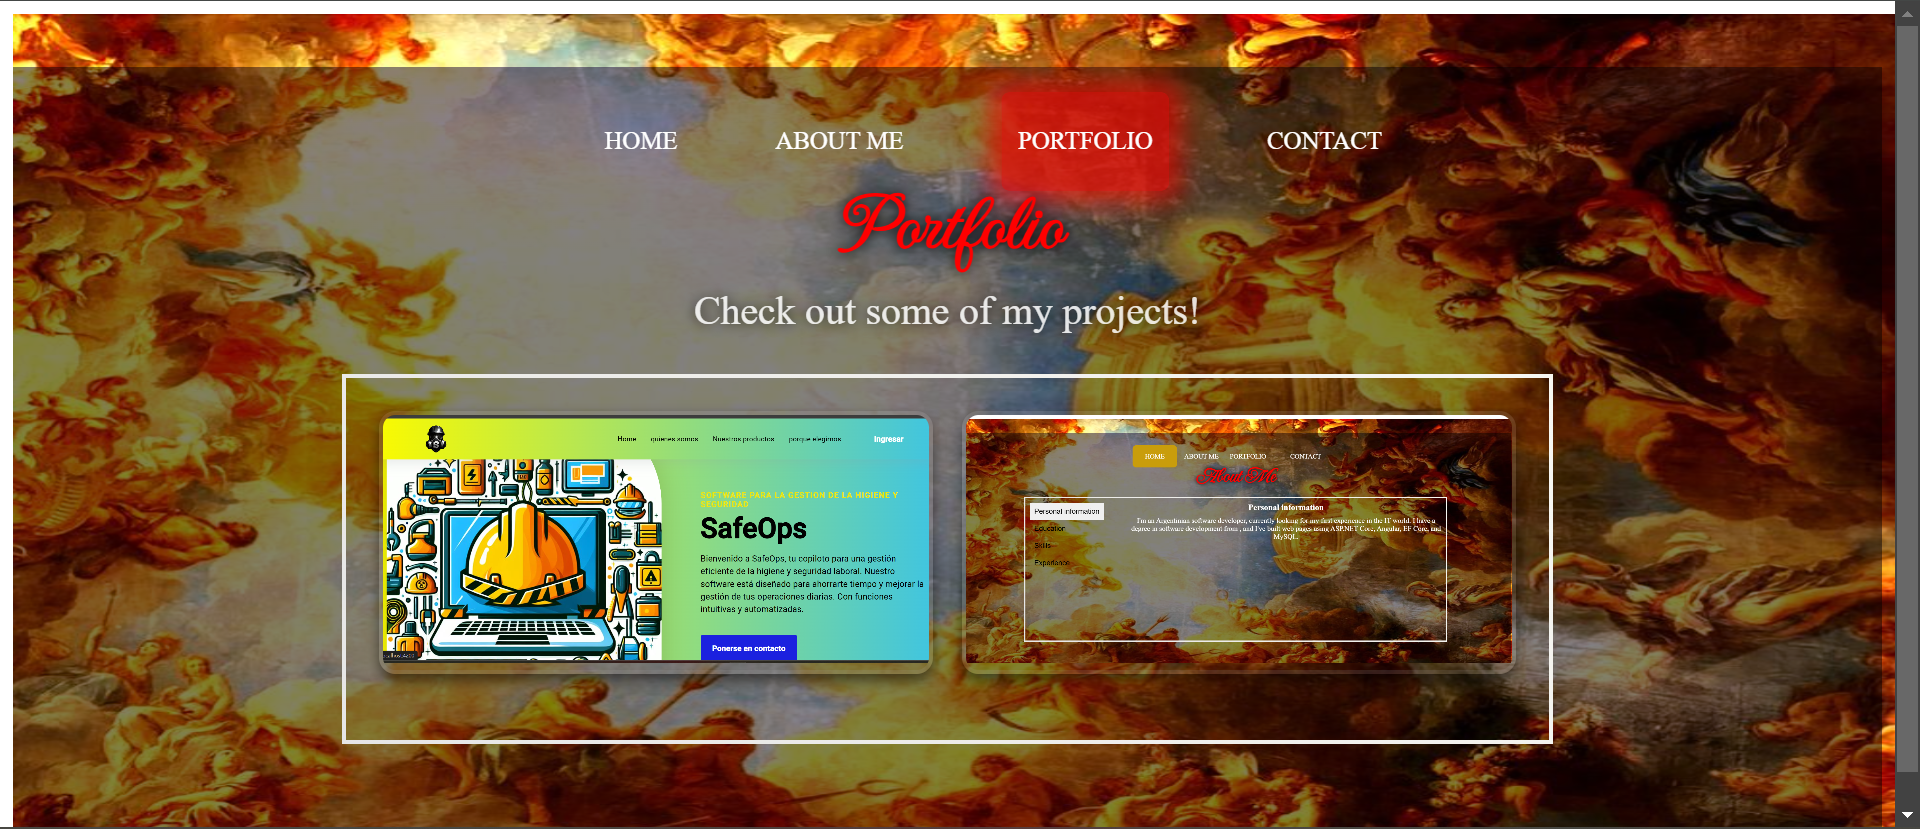 HOME ABOUT ME PORTFOLIO CONTACT
Portfolio
Check out some of my projects!
Home quienes somos Nuestros productos porque elegirnos Ingresar
SOFTWARE PARA LA GESTION DE LA HIGIENE Y
SEGURIDAD
SafeOps
Bienvenido a SafeOps, tu copiloto para una gestión
eficiente de la higiene y seguridad laboral. Nuestro
software está diseñado para ahorrarte tiempo y mejorar la
gestión de tus operaciones diarias. Con funciones
intuitivas y automatizadas.
Ponerse en contacto
HOME ABOUT ME PORTFOLIO CONTACT
About Me
Personal information
Education
Skills
Experience
Personal information
I'm an Argentinian software developer, currently looking for my first experience in the IT world. I have a
degree in software development from , and I've built web pages using ASP.NET Core, Angular, EF Core, and
MySQL.